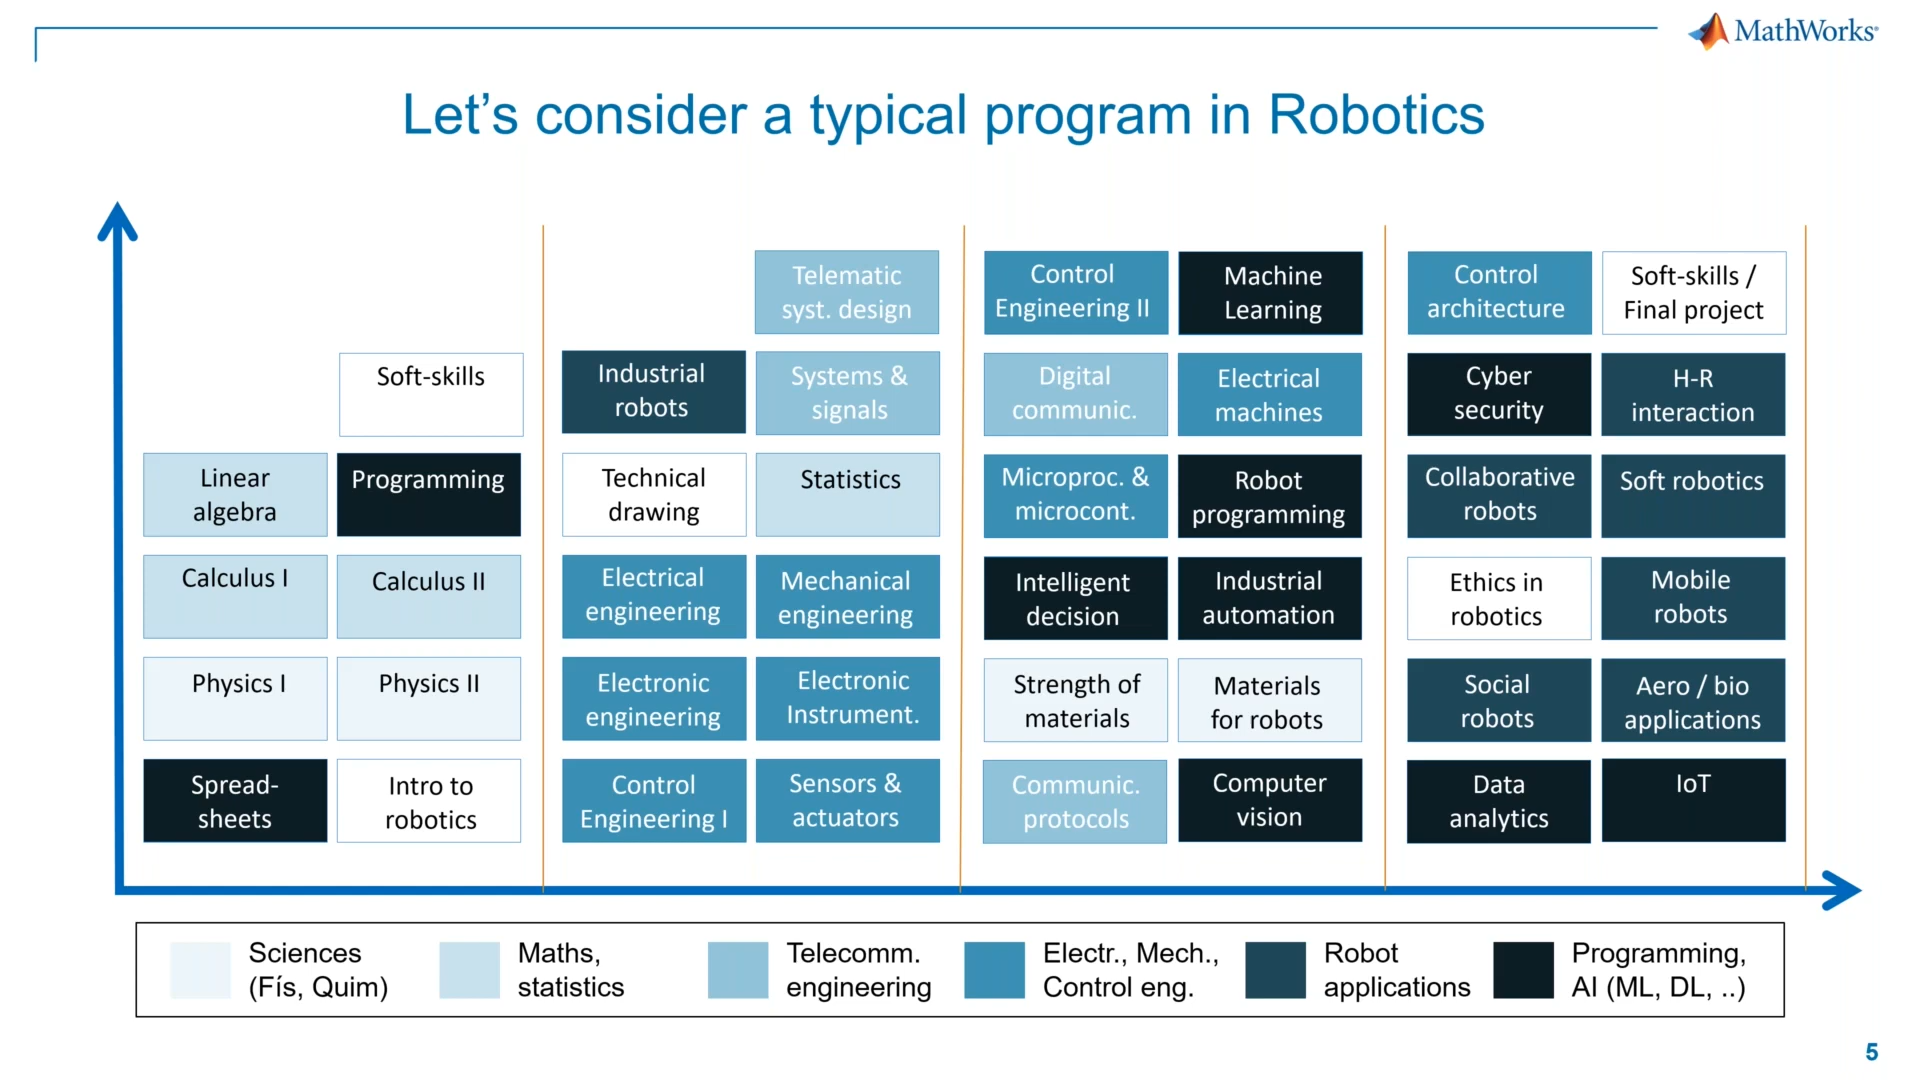 MathWorks®
Let's consider a typical program in Robotics
Soft-skills
Linear
algebra
Programming
Calculus I
Calculus II
Physics I
Physics II
Spread-
sheets
Intro to
robotics
Telematic
syst. design
Industrial
robots
Systems &
signals
Technical
drawing
Statistics
Electrical
engineering
Mechanical
engineering
Electronic
engineering
Electronic
Instrument.
Control
Engineering I
Sensors &
actuators
Control
Engineering II
Machine
Learning
Digital
communic.
Electrical
machines
Microproc. &
microcont.
Robot
programming
Intelligent
decision
Industrial
automation
Strength of
materials
Materials
for robots
Communic.
protocols
Computer
vision
Control
architecture
Soft-skills /
Final project
Cyber
security
H-R
interaction
Collaborative
robots
Soft robotics
Ethics in
robotics
Mobile
robots
Social
robots
Aero / bio
applications
Data
analytics
IoT
Sciences
(Fís, Quim)
Maths,
statistics
Telecomm.
engineering
Electr., Mech.,
Control eng.
Robot
applications
Programming,
AI (ML, DL, ..)
5